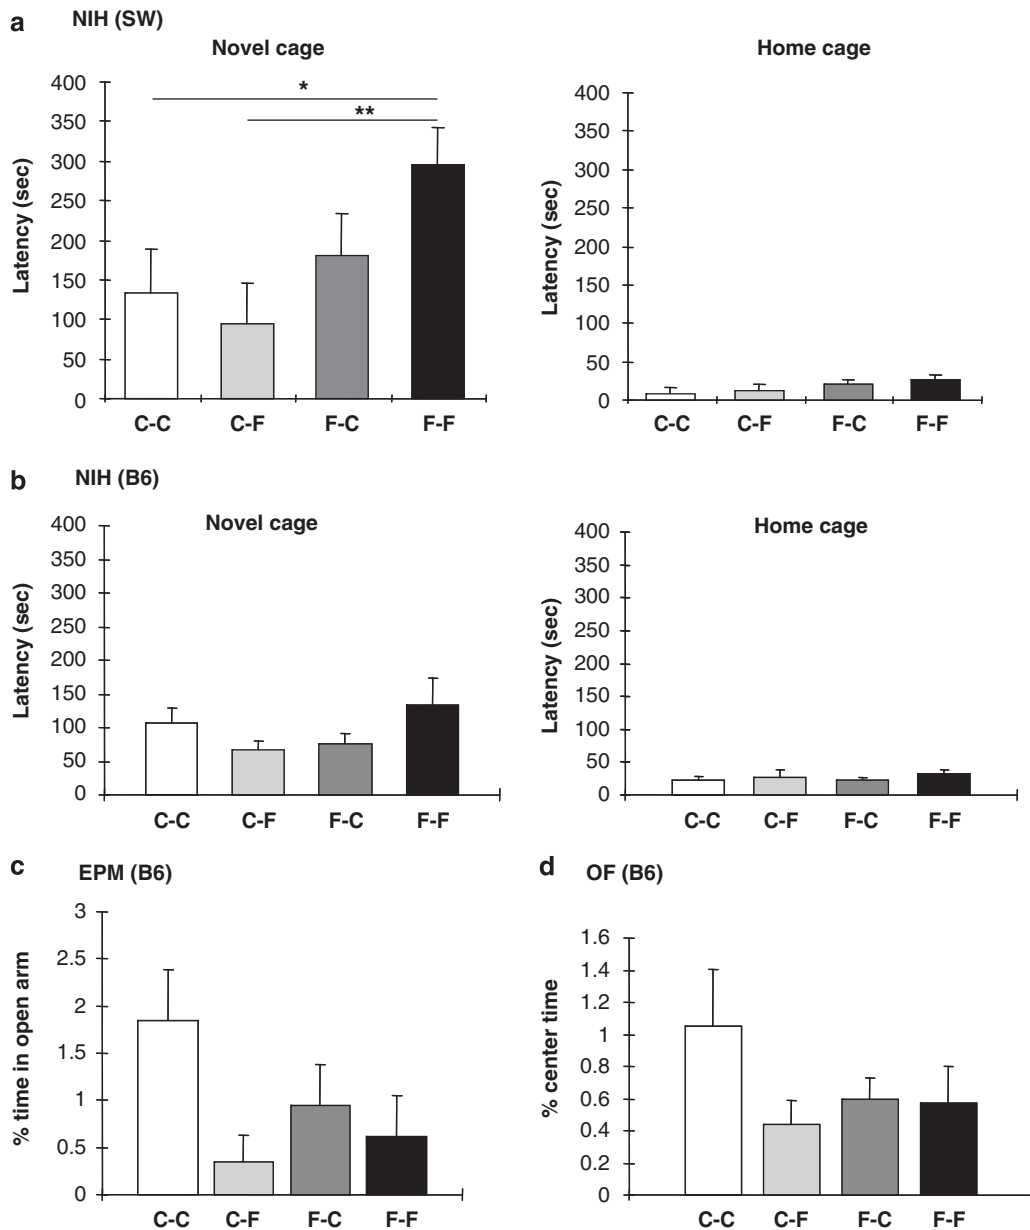 a NIH (SW)
Novel cage
Latency (sec)
400
350
300
250
200
150
100
50
0
*
**
C-C C-F F-C F-F
Home cage
Latency (sec)
400
350
300
250
200
150
100
50
0
C-C C-F F-C F-F
b NIH (B6)
Novel cage
Latency (sec)
400
350
300
250
200
150
100
50
0
C-C C-F F-C F-F
Home cage
Latency (sec)
400
350
300
250
200
150
100
50
0
C-C C-F F-C F-F
c EPM (B6)
% time in open arm
3
2.5
2
1.5
1
0.5
0
C-C C-F F-C F-F
d OF (B6)
% center time
1.6
1.4
1.2
1
0.8
0.6
0.4
0.2
0
C-C C-F F-C F-F